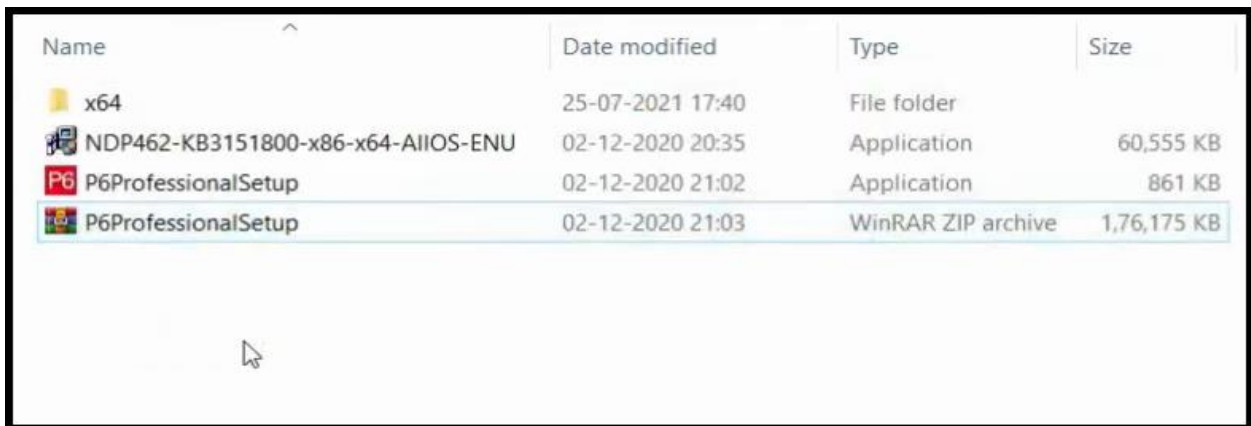 Name Date modified Type Size
x64 25-07-2021 17:40 File folder
NDP462-KB3151800-x86-x64-AIIOS-ENU 02-12-2020 20:35 Application 60,555 KB
P6 P6ProfessionalSetup 02-12-2020 21:02 Application 861 KB
P6ProfessionalSetup 02-12-2020 21:03 WinRAR ZIP archive 1,76,175 KB